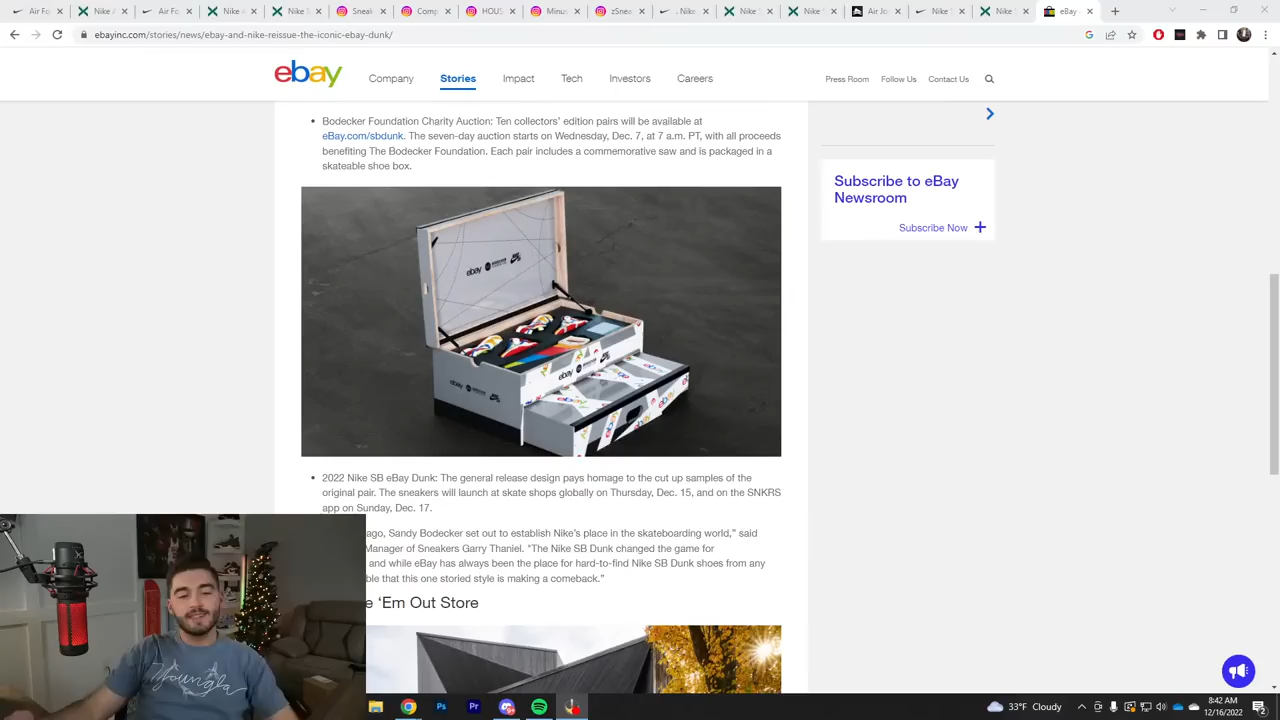 eBay
ebayinc.com/stories/news/ebay-and-nike-reissue-the-iconic-ebay-dunk/
ebay
Company
Stories
Impact
Tech
Investors
Careers
Press Room
Follow Us
Contact Us
• Bodecker Foundation Charity Auction: Ten collectors' edition pairs will be available at
eBay.com/sbdunk. The seven-day auction starts on Wednesday, Dec. 7, at 7 a.m. PT, with all proceeds
benefiting The Bodecker Foundation. Each pair includes a commemorative saw and is packaged in a
skateable shoe box.
Subscribe to eBay
Newsroom
Subscribe Now +
ebay
ebay
ebay
• 2022 Nike SB eBay Dunk: The general release design pays homage to the cut up samples of the
original pair. The sneakers will launch at skate shops globally on Thursday, Dec. 15, and on the SNKRS
app on Sunday, Dec. 17.
ago, Sandy Bodecker set out to establish Nike's place in the skateboarding world,” said
Manager of Sneakers Garry Thaniel. "The Nike SB Dunk changed the game for
and while eBay has always been the place for hard-to-find Nike SB Dunk shoes from any
ble that this one storied style is making a comeback.”
e ‘Em Out Store
Youngla
Ps
Pr
33°F Cloudy
8:42 AM
12/16/2022